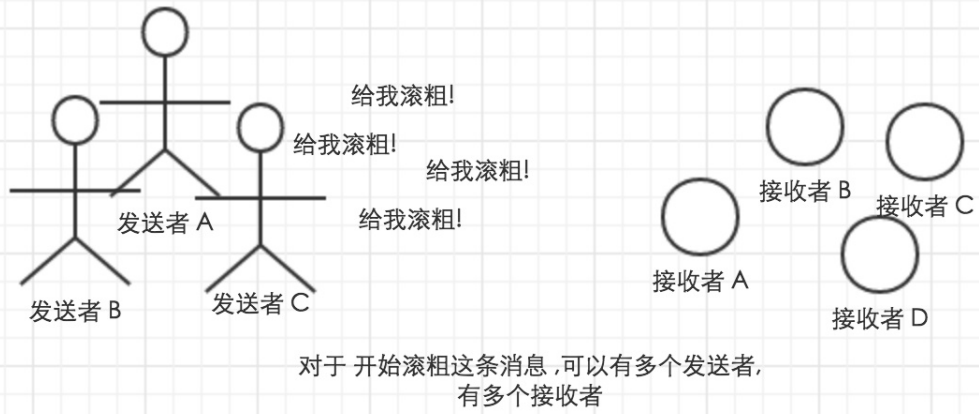 给我滚粗!
给我滚粗!
给我滚粗!
给我滚粗!
发送者 A
发送者 B
发送者 C
接收者 B
接收者 C
接收者 A
接收者 D
对于 开始滚粗这条消息 ,可以有多个发送者,
有多个接收者